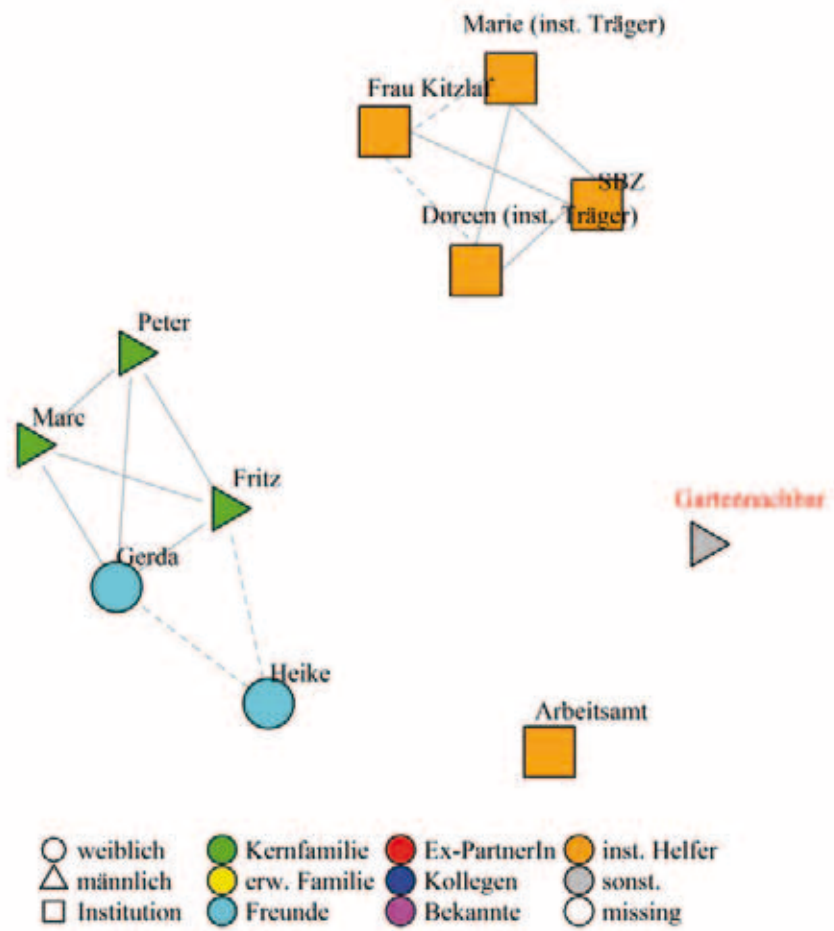 Marie (inst. Träger)
Frau Kitzlaf
SBZ
Doreen (inst. Träger)
Peter
Marc
Fritz
Gartennachbar
Gerda
Heike
Arbeitsamt
weiblich Kernfamilie Ex-PartnerIn inst. Helfer
männlich erw. Familie Kollegen sonst.
Institution Freunde Bekannte missing